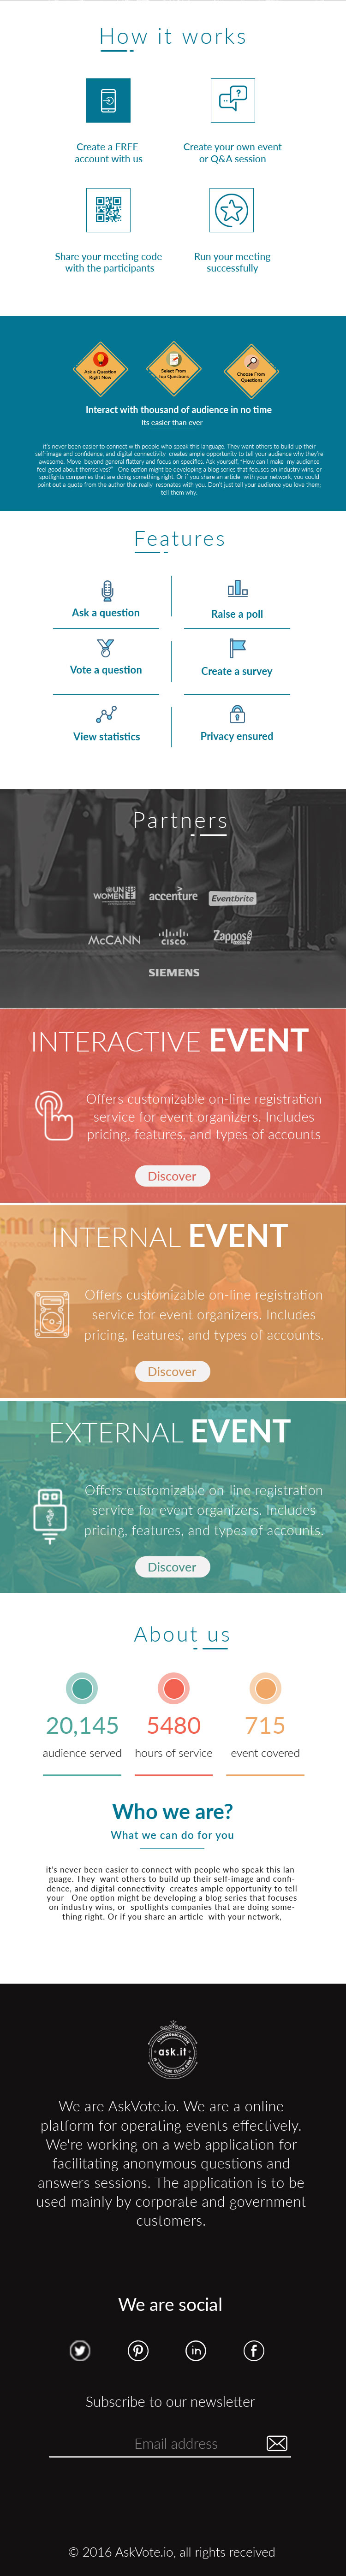 How it works
Create a FREE
account with us
Create your own event
or Q&A session
Share your meeting code
with the participants
Run your meeting
successfully
Ask a Question
Right Now
Select From
Top Questions
Choose From
Questions
Interact with thousand of audience in no time
Its easier than ever
it's never been easier to connect with people who speak this language. They want others to build up their
self-image and confidence, and digital connectivity creates ample opportunity to tell your audience why they're
awesome. Move beyond general flattery and focus on specifics. Ask yourself, "How can I make my audience
feel good about themselves?" One option might be developing a blog series that focuses on industry wins, or
spotlights companies that are doing something right. Or if you share an article with your network, you could
point out a quote from the author that really resonates with you. Don't just tell your audience you love them;
tell them why.
Features
Ask a question
Raise a poll
Vote a question
Create a survey
View statistics
Privacy ensured
Partners
UN
WOMEN
accenture
Eventbrite
McCANN
CISCO
Zappos
SIEMENS
INTERACTIVE EVENT
Offers customizable on-line registration
service for event organizers. Includes
pricing, features, and types of accounts
Discover
INTERNAL EVENT
Offers customizable on-line registration
service for event organizers. Includes
pricing, features, and types of accounts.
Discover
EXTERNAL EVENT
Offers customizable on-line registration
service for event organizers. Includes
pricing, features, and types of accounts.
Discover
About us
20,145
5480
715
audience served
hours of service
event covered
Who we are?
What we can do for you
it's never been easier to connect with people who speak this lan-
guage. They want others to build up their self-image and confi-
dence, and digital connectivity creates ample opportunity to tell
your One option might be developing a blog series that focuses
on industry wins, or spotlights companies that are doing some-
thing right. Or if you share an article with your network,
COMMUNICATION
ask.it
IS JUST ONE CLICK AWAY
We are AskVote.io. We are a online
platform for operating events effectively.
We're working on a web application for
facilitating anonymous questions and
answers sessions. The application is to be
used mainly by corporate and government
customers.
We are social
Subscribe to our newsletter
Email address
© 2016 AskVote.io, all rights received